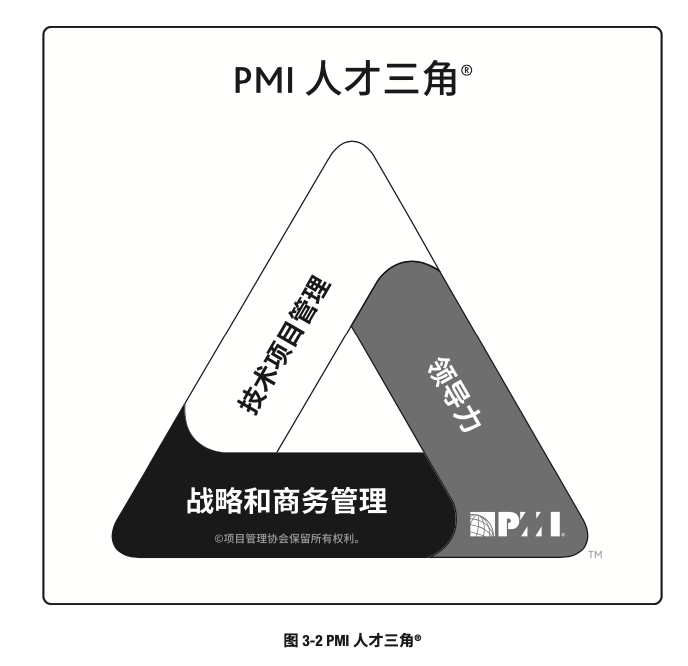 PMI 人才三角®
技术项目管理
领导力
战略和商务管理
©项目管理协会保留所有权利。
PMI®
TM
图 3-2 PMI 人才三角®